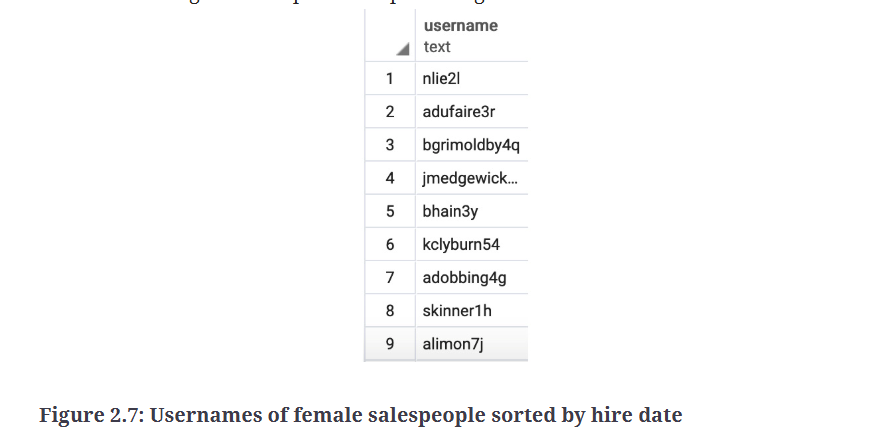 username
text
1 nlie2l
2 adufaire3r
3 bgrimoldby4q
4 jmedgewick...
5 bhain3y
6 kclyburn54
7 adobbing4g
8 skinner1h
9 alimon7j
Figure 2.7: Usernames of female salespeople sorted by hire date